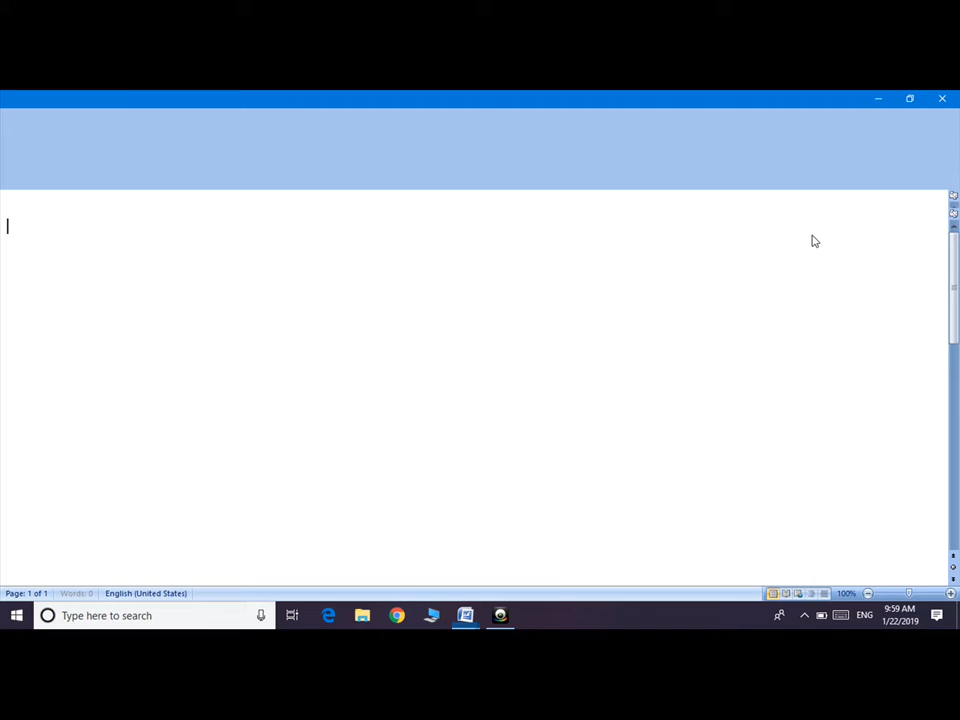 Page: 1 of 1 Words: 0 English (United States) 100%
Type here to search ENG 9:59 AM
1/22/2019